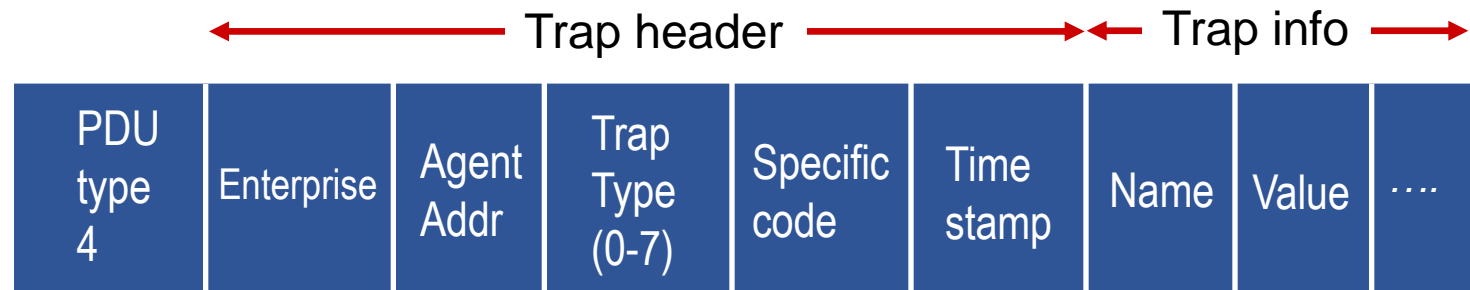 Trap header
Trap info
PDU
type
4
Enterprise
Agent
Addr
Trap
Type
(0-7)
Specific
code
Time
stamp
Name
Value
....